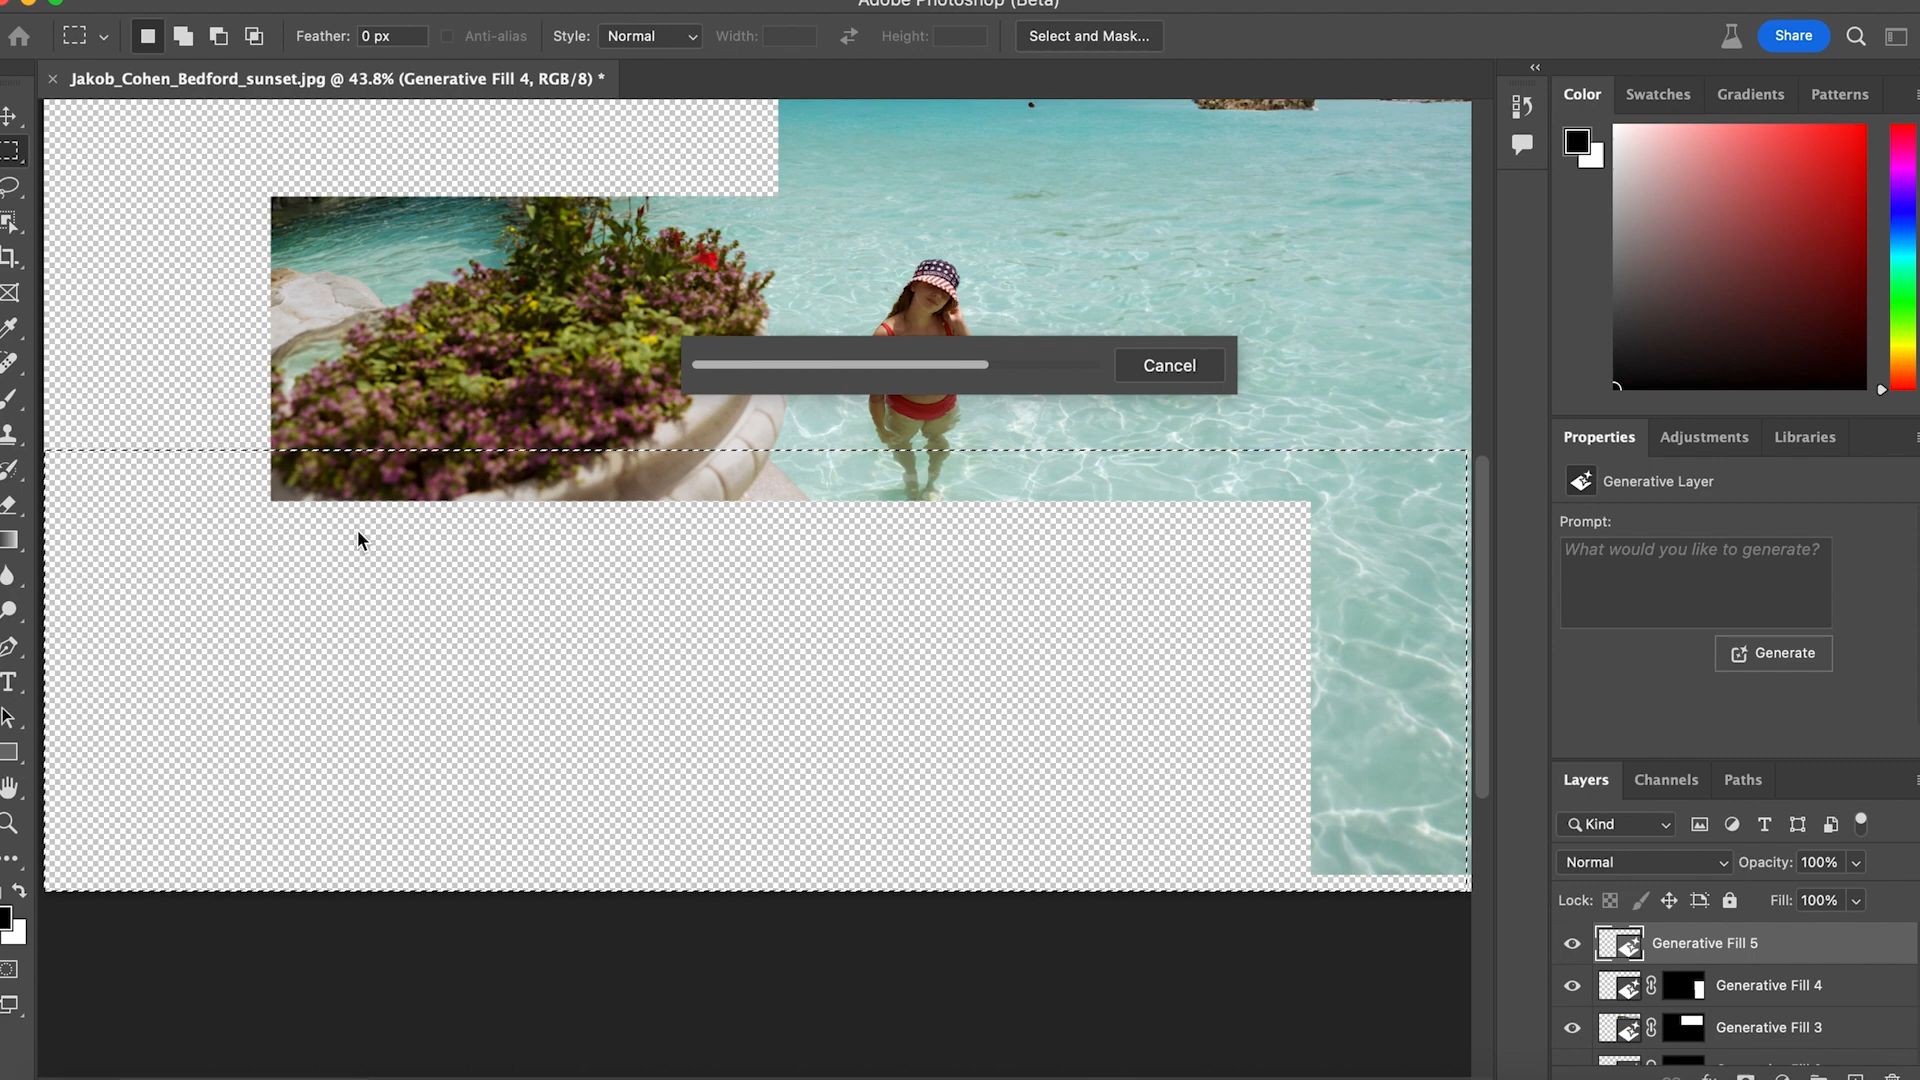 Adobe Photoshop (Beta)
Feather: 0 px Anti-alias Style: Normal Width: Height: Select and Mask... Share
Jakob_Cohen_Bedford_sunset.jpg @ 43.8% (Generative Fill 4, RGB/8) *
Color Swatches Gradients Patterns
Cancel
Properties Adjustments Libraries
Generative Layer
Prompt:
What would you like to generate?
Generate
Layers Channels Paths
Kind
Normal Opacity: 100%
Lock: Fill: 100%
Generative Fill 5
Generative Fill 4
Generative Fill 3